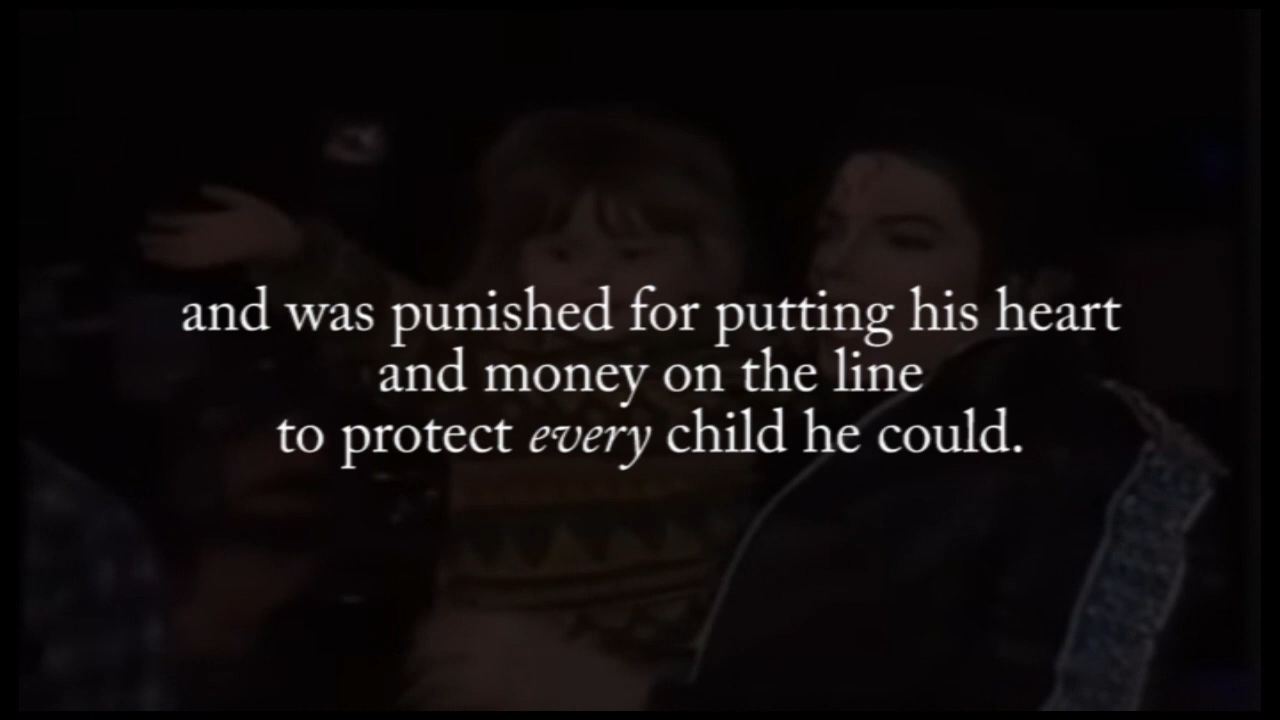 and was punished for putting his heart
and money on the line
to protect every child he could.